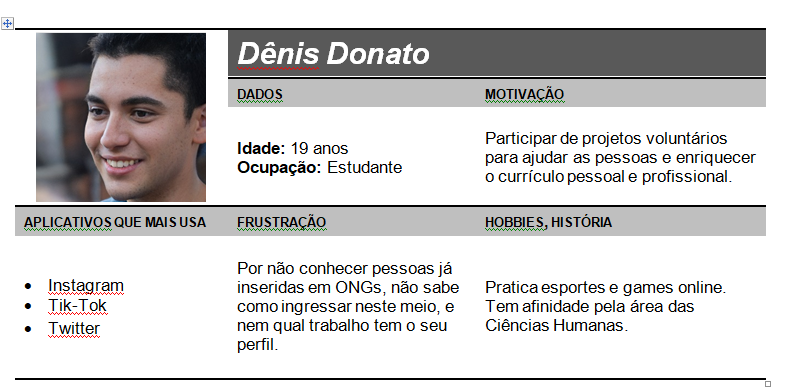 Dênis Donato
DADOS
MOTIVAÇÃO
Idade: 19 anos
Ocupação: Estudante
Participar de projetos voluntários
para ajudar as pessoas e enriquecer
o currículo pessoal e profissional.
APLICATIVOS QUE MAIS USA
FRUSTRAÇÃO
HOBBIES, HISTÓRIA
• Instagram
• Tik-Tok
• Twitter
Por não conhecer pessoas já
inseridas em ONGs, não sabe
como ingressar neste meio, e
nem qual trabalho tem o seu
perfil.
Pratica esportes e games online.
Tem afinidade pela área das
Ciências Humanas.